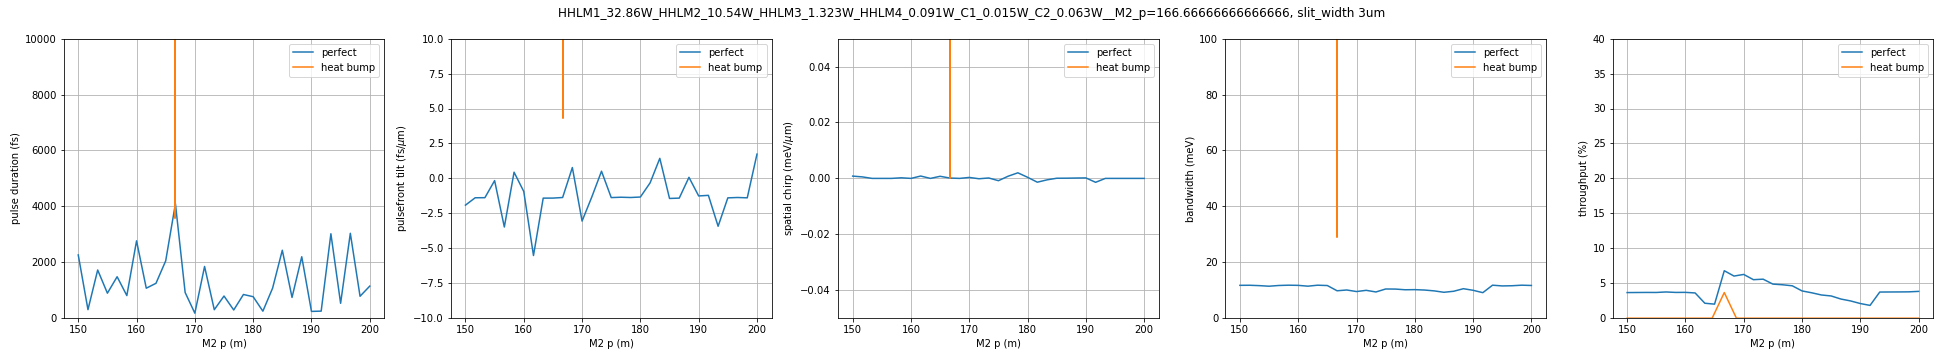 HHLM1_32.86W_HHLM2_10.54W_HHLM3_1.323W_HHLM4_0.091W_C1_0.015W_C2_0.063W__M2_p=166.66666666666666, slit_width 3um
pulse duration (fs)
10000
8000
6000
4000
2000
0
150 160 170 180 190 200
M2 p (m)
perfect
heat bump
pulsefront tilt (fs/μm)
10.0
7.5
5.0
2.5
0.0
−2.5
−5.0
−7.5
−10.0
150 160 170 180 190 200
M2 p (m)
perfect
heat bump
spatial chirp (meV/μm)
0.04
0.02
0.00
−0.02
−0.04
150 160 170 180 190 200
M2 p (m)
perfect
heat bump
bandwidth (meV)
100
80
60
40
20
0
150 160 170 180 190 200
M2 p (m)
perfect
heat bump
throughput (%)
40
35
30
25
20
15
10
5
0
150 160 170 180 190 200
M2 p (m)
perfect
heat bump